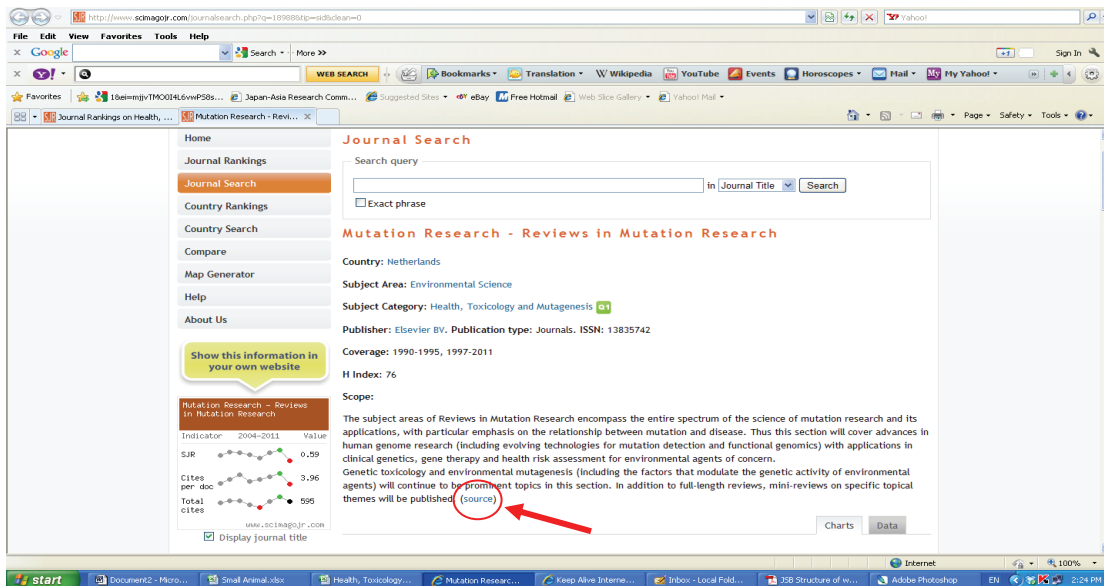 http://www.scimagojr.com/journalsearch.php?q=18988&tip=sid&clean=0
Yahoo!
File Edit View Favorites Tools Help
Google Search More >> +1 Sign In
Y! WEB SEARCH Bookmarks Translation W Wikipedia YouTube Events Horoscopes Mail My Yahoo!
Favorites Japan-Asia Research Comm... Suggested Sites eBay Free Hotmail Web Slice Gallery Yahoo! Mail
SJR Journal Rankings on Health, ... SJR Mutation Research - Revi... X Page Safety Tools
Home
Journal Rankings
Journal Search
Country Rankings
Country Search
Compare
Map Generator
Help
About Us
Show this information in
your own website
Mutation Research - Reviews
in Mutation Research
Indicator 2004-2011 Value
SJR 0.59
Cites
per doc 3.96
Total
cites 595
www.scimagojr.com
Display journal title
Journal Search
Search query
in Journal Title Search
Exact phrase
Mutation Research - Reviews in Mutation Research
Country: Netherlands
Subject Area: Environmental Science
Subject Category: Health, Toxicology and Mutagenesis Q1
Publisher: Elsevier BV. Publication type: Journals. ISSN: 13835742
Coverage: 1990-1995, 1997-2011
H Index: 76
Scope:
The subject areas of Reviews in Mutation Research encompass the entire spectrum of the science of mutation research and its
applications, with particular emphasis on the relationship between mutation and disease. Thus this section will cover advances in
human genome research (including evolving technologies for mutation detection and functional genomics) with applications in
clinical genetics, gene therapy and health risk assessment for environmental agents of concern.
Genetic toxicology and environmental mutagenesis (including the factors that modulate the genetic activity of environmental
agents) will continue to be prominent topics in this section. In addition to full-length reviews, mini-reviews on specific topical
themes will be published. (source)
Charts Data
Internet 100%
start Document2 - Micro... Small Animal.xlsx Health, Toxicology... Mutation Researc... Keep Alive Interne... Inbox - Local Fold... JSB Structure of w... Adobe Photoshop EN 2:24 PM